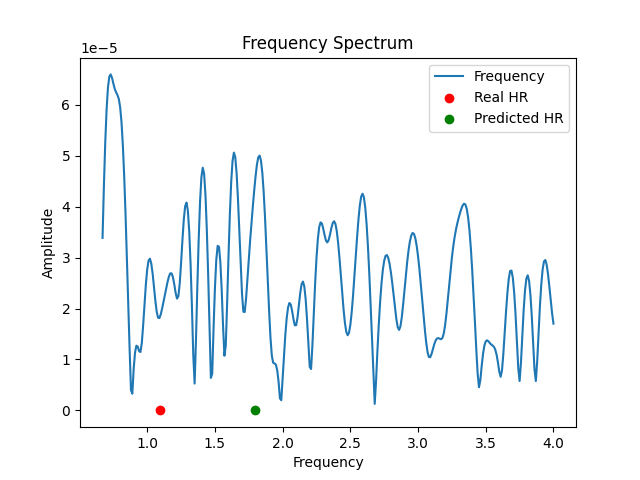 Frequency Spectrum
1e−5
Frequency
Real HR
Predicted HR
6
5
4
3
2
1
0
Amplitude
1.0 1.5 2.0 2.5 3.0 3.5 4.0
Frequency